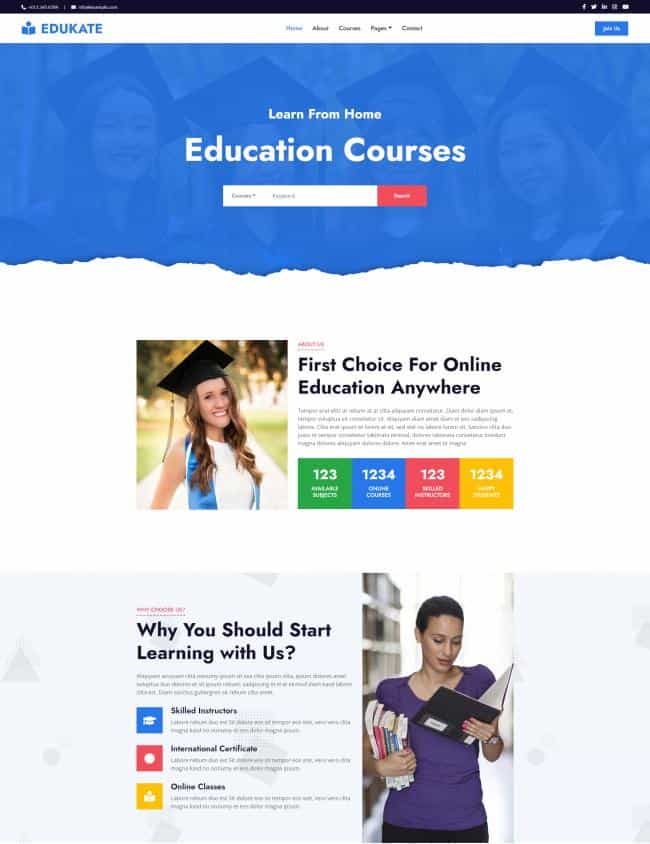 +012 345 6789 | info@example.com
EDUKATE
Home About Courses Pages Contact
Join Us
Learn From Home
Education Courses
Courses Keyword Search
ABOUT US
First Choice For Online
Education Anywhere
Tempor erat elitr at rebum at at clita aliquyam consetetur. Diam dolor diam ipsum et,
tempor voluptua sit consetetur sit. Aliquyam diam amet diam et eos sadipscing
labore. Clita erat ipsum et lorem et sit, sed stet no labore lorem sit. Sanctus clita duo
justo et tempor consetetur takimata eirmod, dolores takimata consetetur invidunt
magna dolores aliquyam dolores dolore. Amet erat amet et magna
123 1234 123 1234
AVAILABLE ONLINE SKILLED HAPPY
SUBJECTS COURSES INSTRUCTORS STUDENTS
WHY CHOOSE US?
Why You Should Start
Learning with Us?
Aliquyam accusam clita nonumy ipsum sit sea clita ipsum clita, ipsum dolores amet
voluptua duo dolores et sit ipsum rebum, sadipscing et erat eirmod diam kasd labore
clita est. Diam sanctus gubergren sit rebum clita amet.
Skilled Instructors
Labore rebum duo est Sit dolore eos sit tempor eos stet, vero vero clita
magna kasd no nonumy et eos dolor magna ipsum.
International Certificate
Labore rebum duo est Sit dolore eos sit tempor eos stet, vero vero clita
magna kasd no nonumy et eos dolor magna ipsum.
Online Classes
Labore rebum duo est Sit dolore eos sit tempor eos stet, vero vero clita
magna kasd no nonumy et eos dolor magna ipsum.